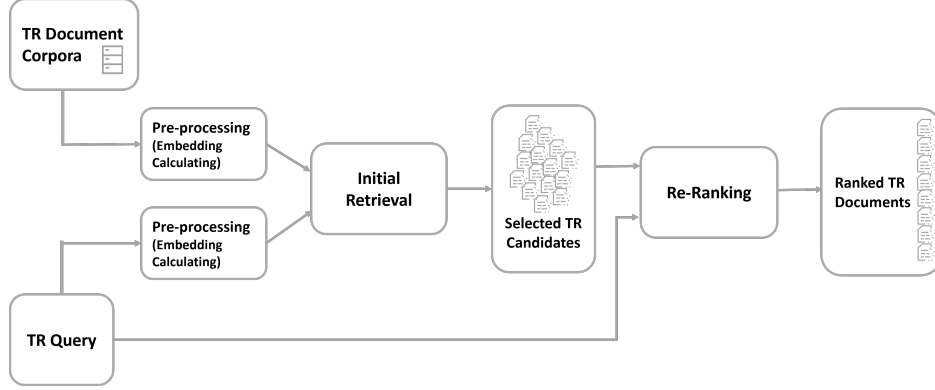 TR Document
Corpora
Pre-processing
(Embedding
Calculating)
Pre-processing
(Embedding
Calculating)
TR Query
Initial
Retrieval
Selected TR
Candidates
Re-Ranking
Ranked TR
Documents